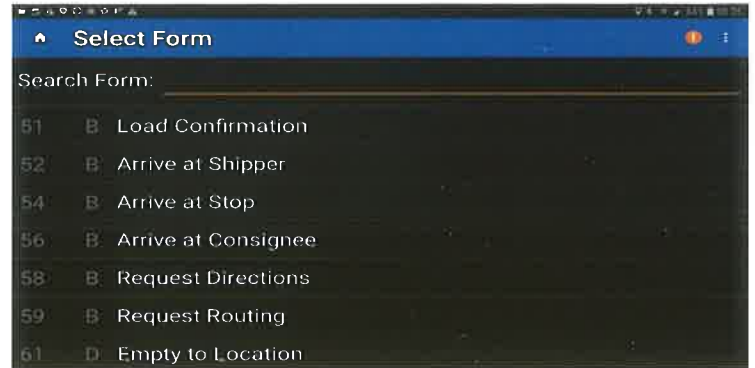 Select Form
Search Form:
51 B Load Confirmation
52 B Arrive at Shipper
54 B Arrive at Stop
56 B Arrive at Consignee
58 B Request Directions
59 B Request Routing
61 D Empty to Location